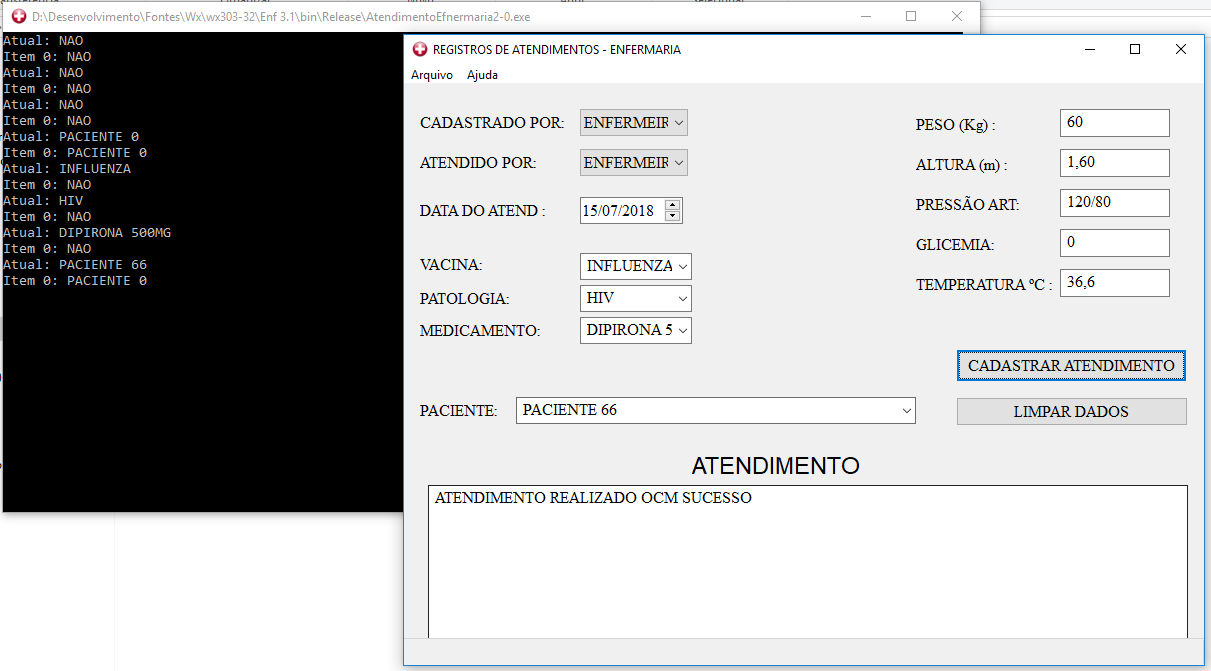 D:\Desenvolvimento\Fontes\Wx\wx303-32\Enf 3.1\bin\Release\AtendimentoEfnermaria2-0.exe
Atual: NAO
Item 0: NAO
Atual: NAO
Item 0: NAO
Atual: NAO
Item 0: NAO
Atual: PACIENTE 0
Item 0: PACIENTE 0
Atual: INFLUENZA
Item 0: NAO
Atual: HIV
Item 0: NAO
Atual: DIPIRONA 500MG
Item 0: NAO
Atual: PACIENTE 66
Item 0: PACIENTE 0
REGISTROS DE ATENDIMENTOS - ENFERMARIA
Arquivo Ajuda
CADASTRADO POR: ENFERMEIR
ATENDIDO POR: ENFERMEIR
DATA DO ATEND : 15/07/2018
VACINA: INFLUENZA
PATOLOGIA: HIV
MEDICAMENTO: DIPIRONA 5
PESO (Kg) : 60
ALTURA (m) : 1,60
PRESSÃO ART: 120/80
GLICEMIA: 0
TEMPERATURA ºC : 36,6
CADASTRAR ATENDIMENTO
PACIENTE: PACIENTE 66
LIMPAR DADOS
ATENDIMENTO
ATENDIMENTO REALIZADO OCM SUCESSO